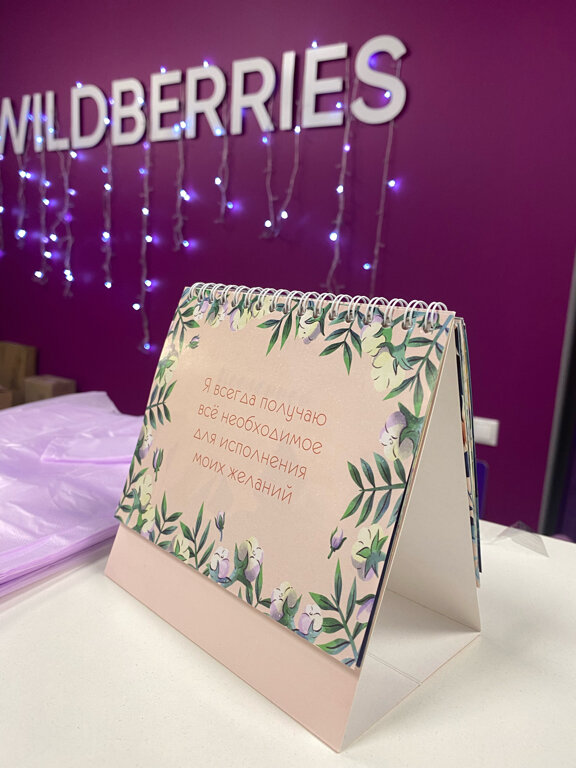 WILDBERRIES
Я всегда получаю
всё необходимое
для исполнения
моих желаний